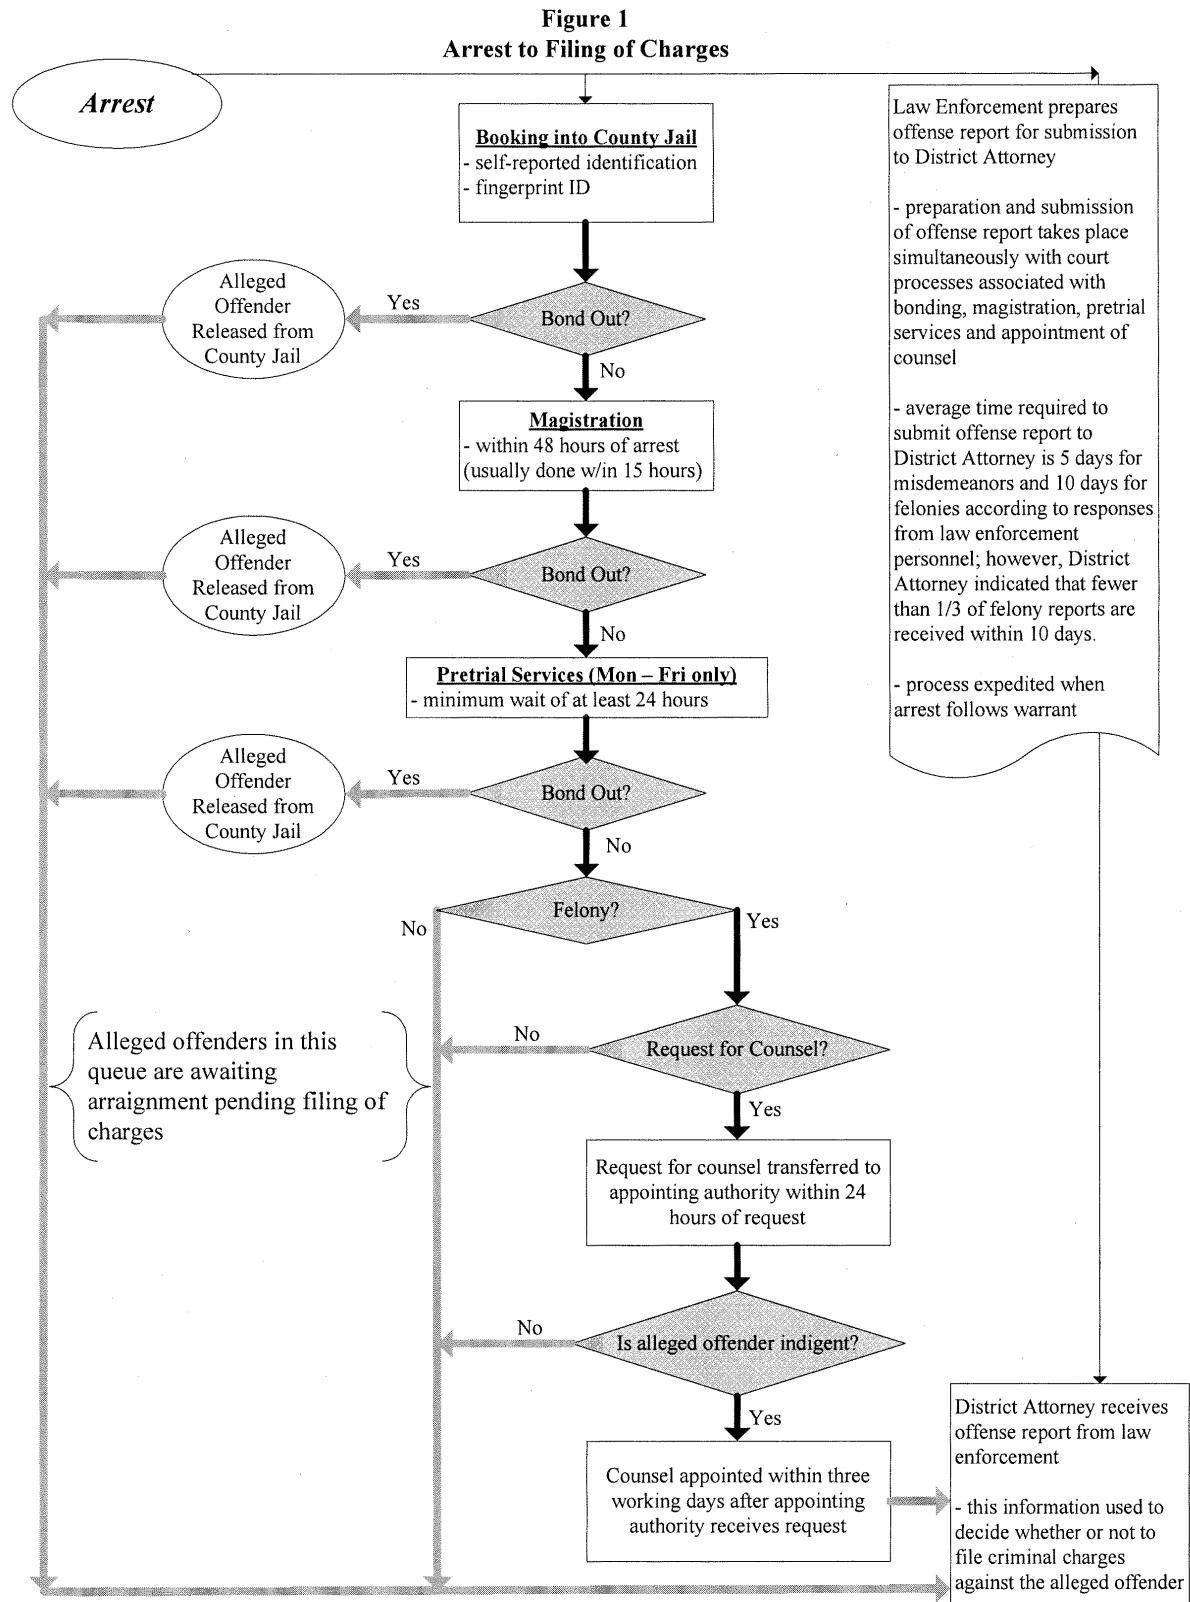 Figure 1
Arrest to Filing of Charges
Arrest
Booking into County Jail
- self-reported identification
- fingerprint ID
Law Enforcement prepares
offense report for submission
to District Attorney
- preparation and submission
of offense report takes place
simultaneously with court
processes associated with
bonding, magistration, pretrial
services and appointment of
counsel
- average time required to
submit offense report to
District Attorney is 5 days for
misdemeanors and 10 days for
felonies according to responses
from law enforcement
personnel; however, District
Attorney indicated that fewer
than 1/3 of felony reports are
received within 10 days.
- process expedited when
arrest follows warrant
Bond Out?
Yes
Alleged
Offender
Released from
County Jail
No
Magistration
- within 48 hours of arrest
(usually done w/in 15 hours)
Bond Out?
Yes
Alleged
Offender
Released from
County Jail
No
Pretrial Services (Mon – Fri only)
- minimum wait of at least 24 hours
Bond Out?
Yes
Alleged
Offender
Released from
County Jail
No
Felony?
No
Yes
Request for Counsel?
No
Alleged offenders in this
queue are awaiting
arraignment pending filing of
charges
Yes
Request for counsel transferred to
appointing authority within 24
hours of request
Is alleged offender indigent?
No
Yes
Counsel appointed within three
working days after appointing
authority receives request
District Attorney receives
offense report from law
enforcement
- this information used to
decide whether or not to
file criminal charges
against the alleged offender